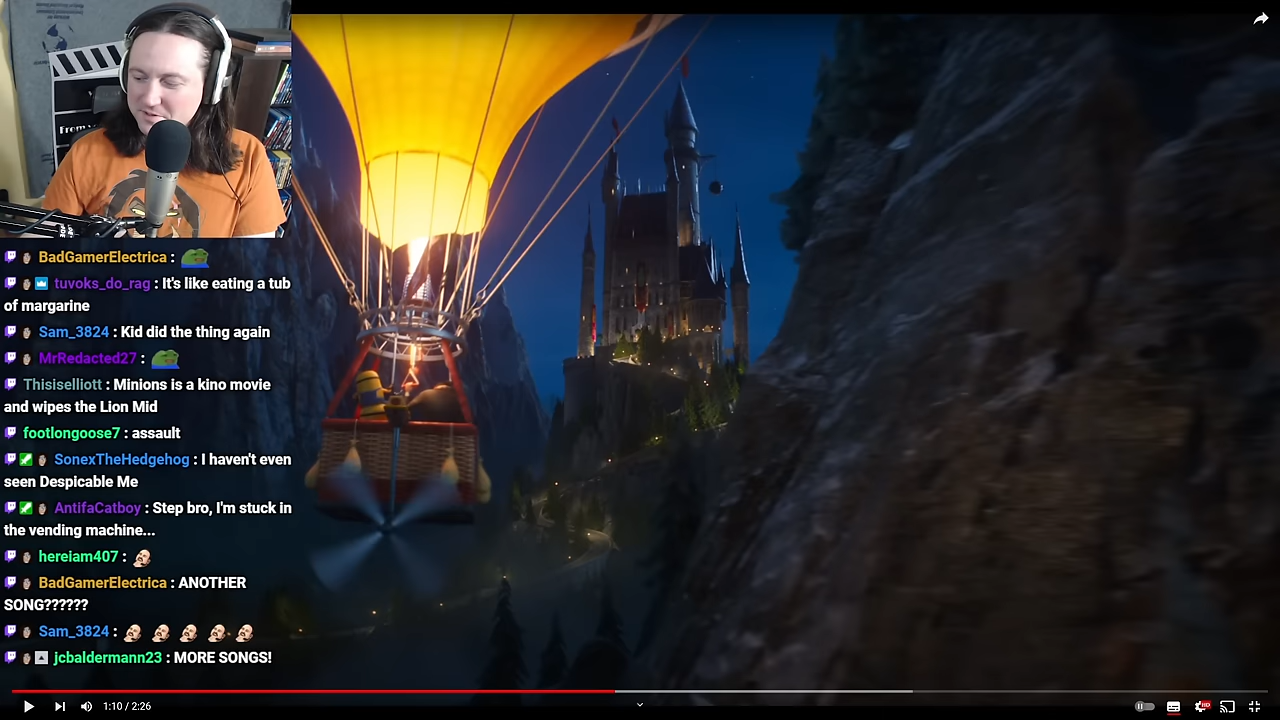 From
BadGamerElectrica :
tuvoks_do_rag : It's like eating a tub
of margarine
Sam_3824 : Kid did the thing again
MrRedacted27 :
Thisiselliott : Minions is a kino movie
and wipes the Lion Mid
footlongoose7 : assault
SonexTheHedgehog : I haven't even
seen Despicable Me
AntifaCatboy : Step bro, I'm stuck in
the vending machine...
hereiam407 :
BadGamerElectrica : ANOTHER
SONG??????
Sam_3824 :
jcbaldermann23 : MORE SONGS!
1:10 / 2:26
HD